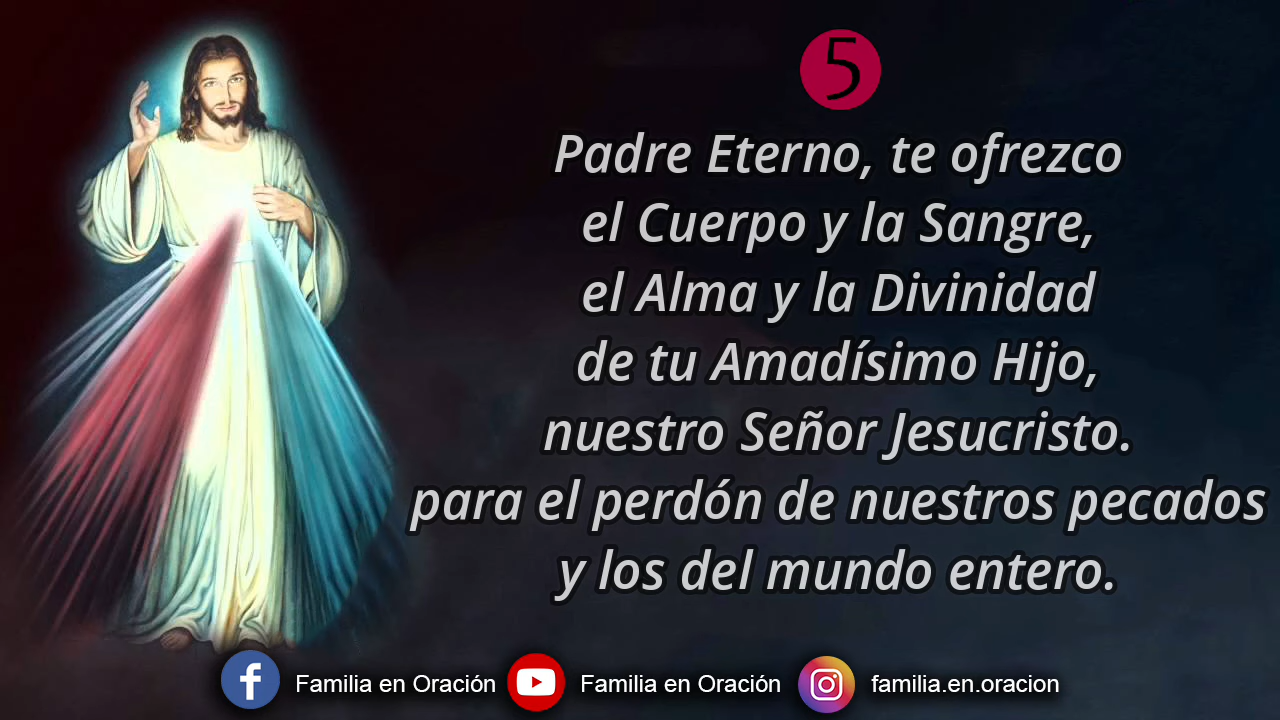 5
Padre Eterno, te ofrezco
el Cuerpo y la Sangre,
el Alma y la Divinidad
de tu Amadísimo Hijo,
nuestro Señor Jesucristo.
para el perdón de nuestros pecados
y los del mundo entero.
Familia en Oración Familia en Oración familia.en.oracion